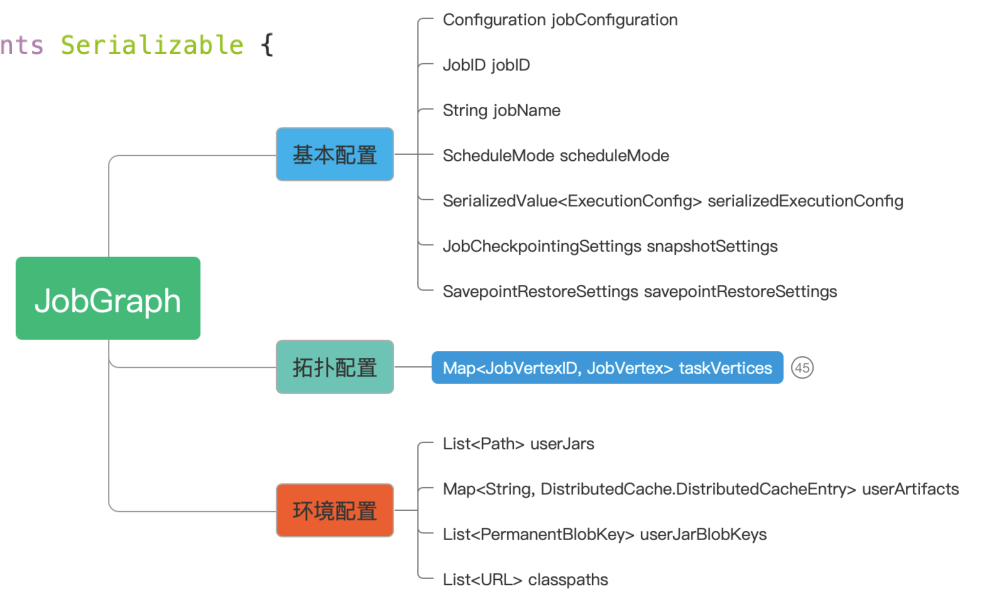 nts Serializable {
JobGraph
基本配置
Configuration jobConfiguration
JobID jobID
String jobName
ScheduleMode scheduleMode
SerializedValue<ExecutionConfig> serializedExecutionConfig
JobCheckpointingSettings snapshotSettings
SavepointRestoreSettings savepointRestoreSettings
拓扑配置
Map<JobVertexID, JobVertex> taskVertices
45
环境配置
List<Path> userJars
Map<String, DistributedCache.DistributedCacheEntry> userArtifacts
List<PermanentBlobKey> userJarBlobKeys
List<URL> classpaths